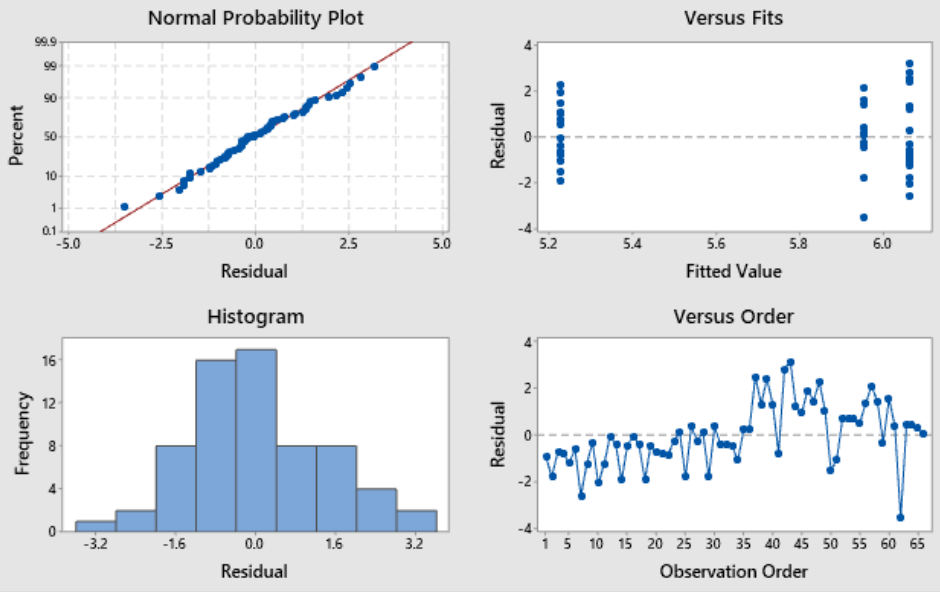 Normal Probability Plot
99.9
99
90
50
10
1
0.1
Percent
-5.0 -2.5 0.0 2.5 5.0
Residual
Versus Fits
4
2
0
-2
-4
Residual
5.2 5.4 5.6 5.8 6.0
Fitted Value
Histogram
16
12
8
4
0
Frequency
-3.2 -1.6 0.0 1.6 3.2
Residual
Versus Order
4
2
0
-2
-4
Residual
1 5 10 15 20 25 30 35 40 45 50 55 60 65
Observation Order